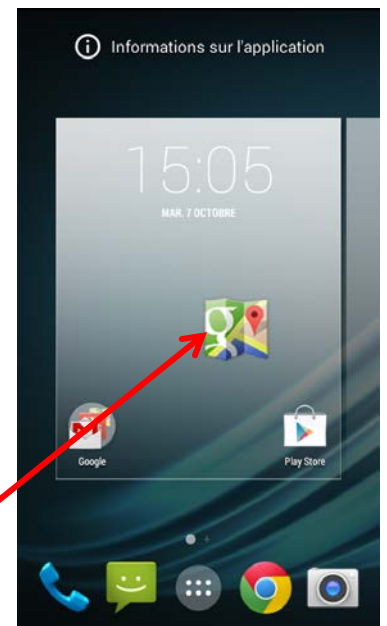 Informations sur l'application
15:05
MAR. 7 OCTOBRE
Google
Play Store